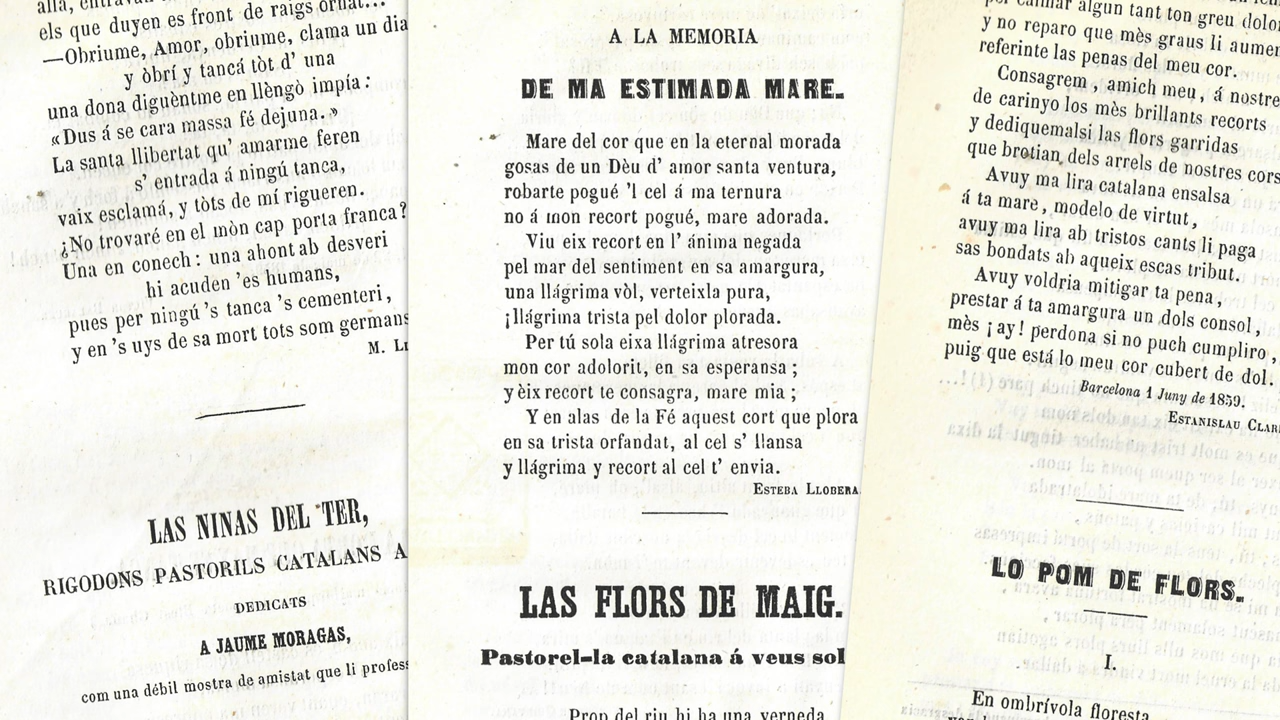 allá, entravan
els que duyen es front de raigs ornat...
—Obriume, Amor, obriume, clama un dia
y òbrí y tancá tòt d' una
una dona diguèntme en llèngò impía:
«Dus á se cara massa fé dejuna.»
La santa llibertat qu' amarme feren
s' entrada á ningú tanca,
vaix esclamá, y tòts de mí rigueren.
¿No trovaré en el mòn cap porta franca?
Una en conech: una ahont ab desveri
hi acuden 'es humans,
pues per ningú 's tanca 's cementeri,
y en 's uys de sa mort tots som germans
M. Ll
LAS NINAS DEL TER,
RIGODONS PASTORILS CATALANS A
DEDICATS
A JAUME MORAGAS,
com una débil mostra de amistat que li profess
A LA MEMORIA
DE MA ESTIMADA MARE.
Mare del cor que en la eternal morada
gosas de un Dèu d' amor santa ventura,
robarte pogué 'l cel á ma ternura
no á mon recort pogué, mare adorada.
Viu eix recort en l' ánima negada
pel mar del sentiment en sa amargura,
una llágrima vòl, verteixla pura,
¡llágrima trista pel dolor plorada.
Per tú sola eixa llágrima atresora
mon cor adolorit, en sa esperansa;
y èix recort te consagra, mare mia;
Y en alas de la Fé aquest cort que plora
en sa trista orfandat, al cel s' llansa
y llágrima y recort al cel t' envia.
ESTEBA LLOBERA
LAS FLORS DE MAIG.
Pastorel-la catalana á veus sol
Prop del riu hi ha una verneda
per calmar algun tant ton greu dolor
y no reparo que mès graus li aumen
referinte las penas del meu cor.
Consagrem, amich meu, á nostre
de carinyo los mès brillants recorts
y dediquemalsi las flors garridas
que brotian dels arrels de nostres cors
Avuy ma lira catalana ensalsa
á ta mare, modelo de virtut,
avuy ma lira ab tristos cants li paga
sas bondats ab aqueix escas tribut.
Avuy voldria mitigar ta pena
prestar á ta amargura un dols consol,
mès ¡ay! perdona si no puch cumpliro,
puig que está lo meu cor cubert de dol.
Barcelona 1 Juny de 1859.
ESTANISLAU CLAR
LO POM DE FLORS.
I.
En ombrívola floresta